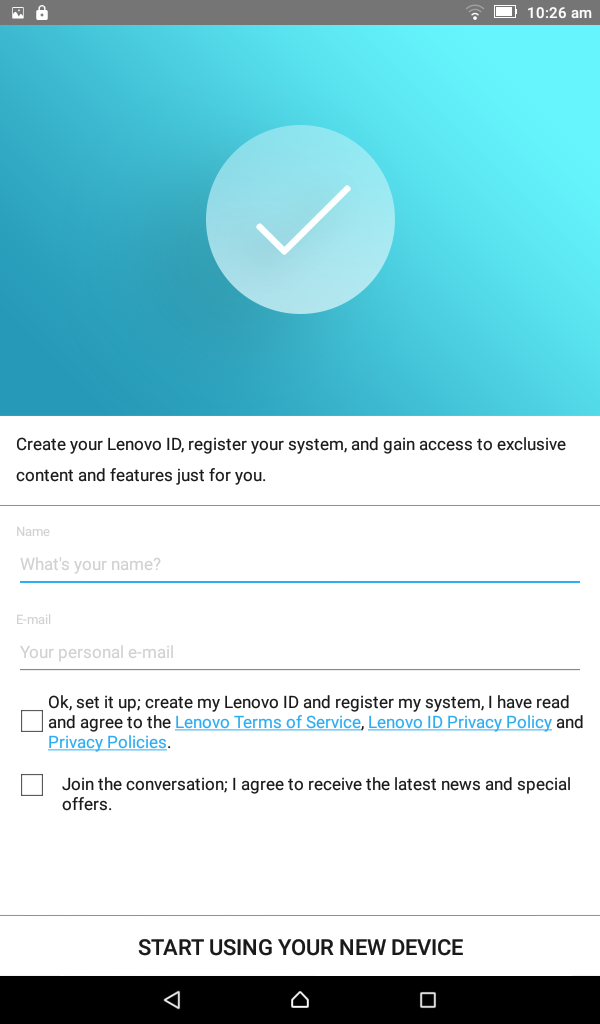 10:26 am
Create your Lenovo ID, register your system, and gain access to exclusive
content and features just for you.
Name
What's your name?
E-mail
Your personal e-mail
Ok, set it up; create my Lenovo ID and register my system, I have read
and agree to the Lenovo Terms of Service, Lenovo ID Privacy Policy and
Privacy Policies.
Join the conversation; I agree to receive the latest news and special
offers.
START USING YOUR NEW DEVICE